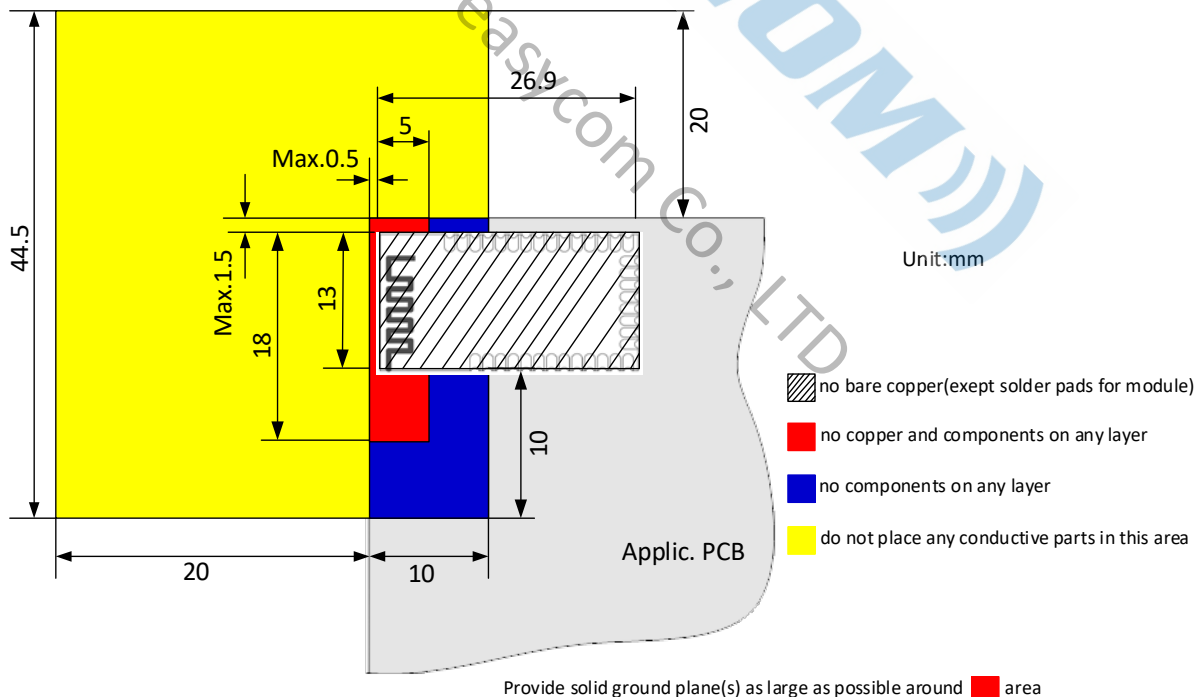 26.9
5
20
Max.0.5
44.5
Max.1.5
13
18
Unit:mm
easycom Co., LTD
OM
10
no bare copper(exept solder pads for module)
no copper and components on any layer
no components on any layer
do not place any conductive parts in this area
Applic. PCB
20
10
Provide solid ground plane(s) as large as possible around area